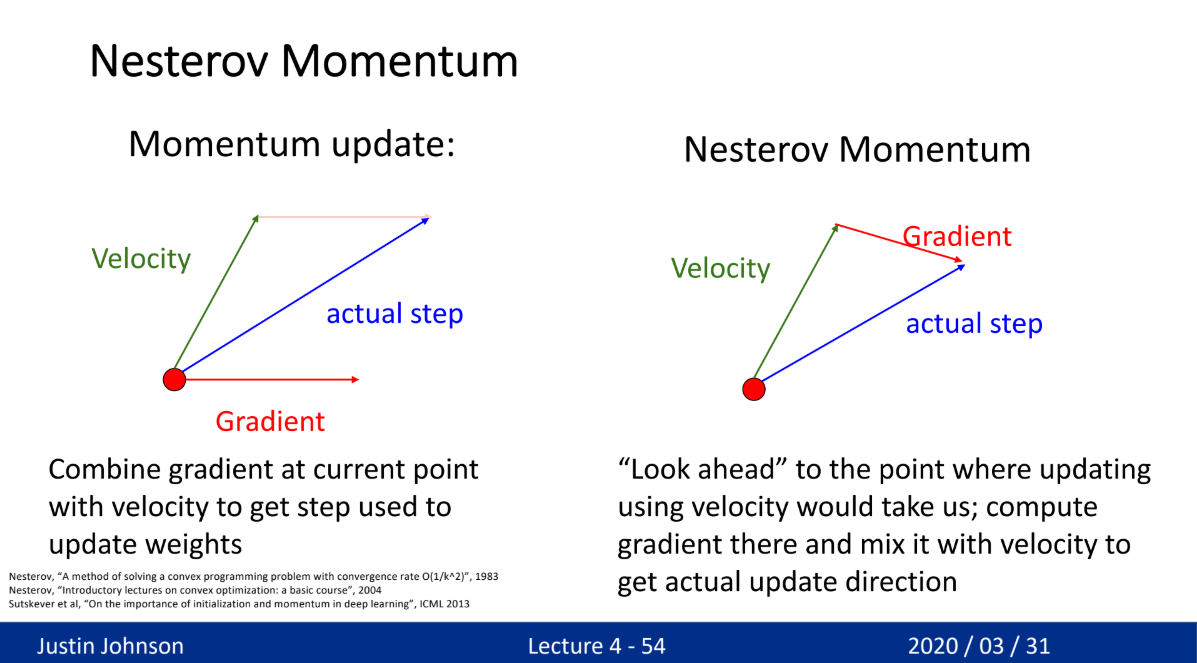 Nesterov Momentum
Momentum update:
Velocity
actual step
Gradient
Combine gradient at current point
with velocity to get step used to
update weights
Nesterov Momentum
Gradient
Velocity
actual step
“Look ahead” to the point where updating
using velocity would take us; compute
gradient there and mix it with velocity to
get actual update direction
Nesterov, “A method of solving a convex programming problem with convergence rate O(1/k^2)”, 1983
Nesterov, “Introductory lectures on convex optimization: a basic course”, 2004
Sutskever et al, “On the importance of initialization and momentum in deep learning”, ICML 2013
Justin Johnson
Lecture 4 - 54
2020 / 03 / 31